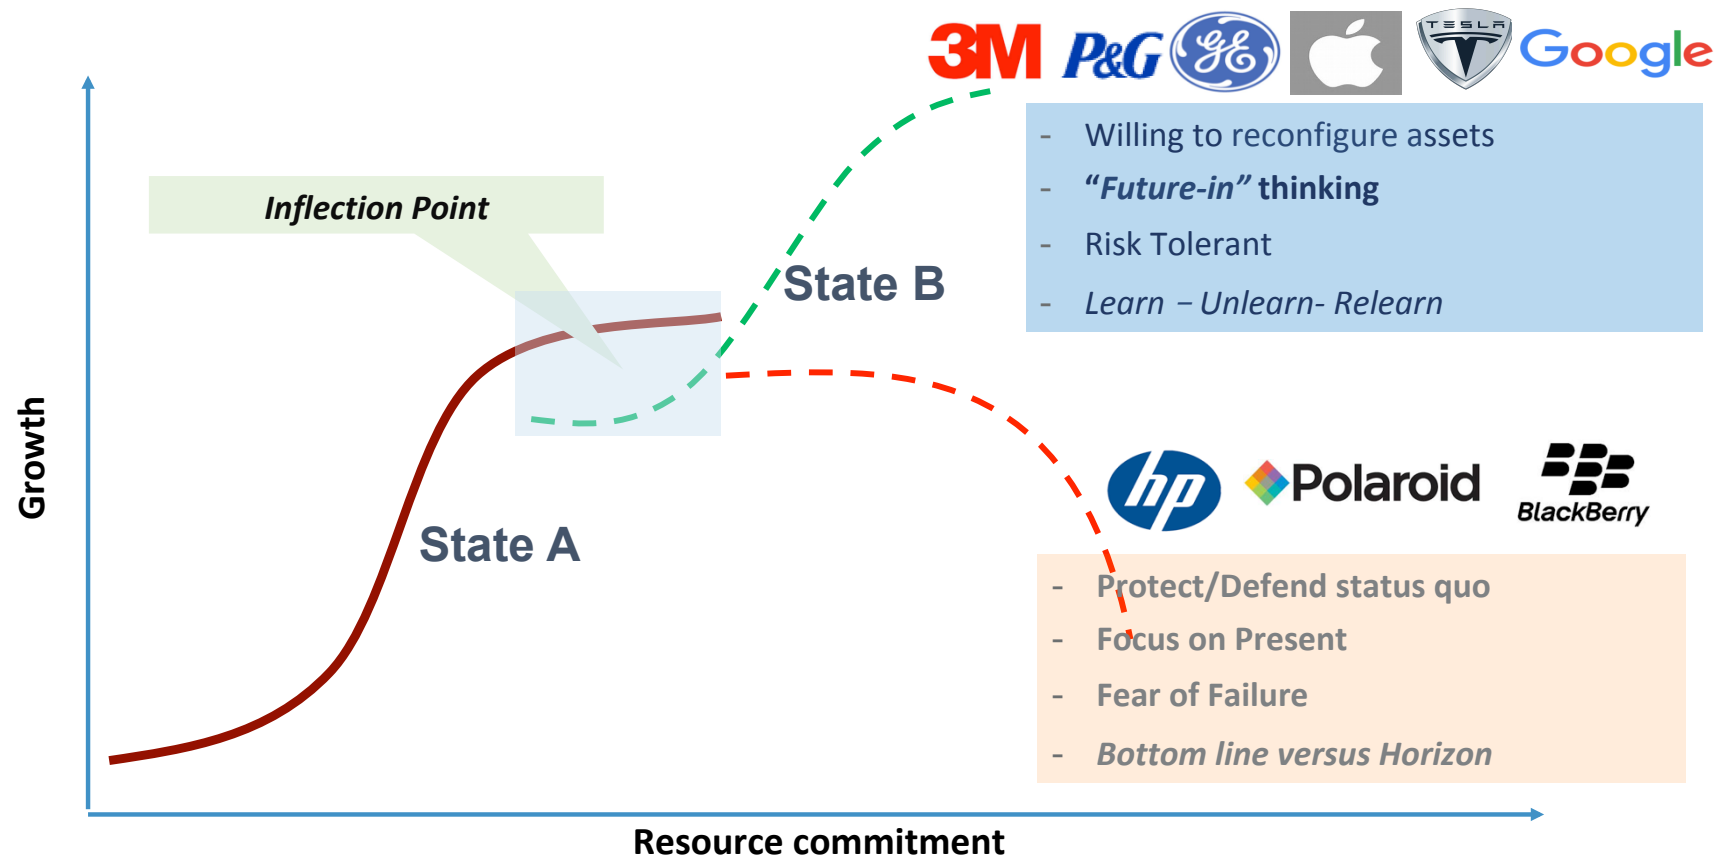 3M P&G GE TESLA Google
- Willing to reconfigure assets
- “Future-in” thinking
- Risk Tolerant
- Learn – Unlearn- Relearn
Inflection Point
State B
State A
hp Polaroid BlackBerry
- Protect/Defend status quo
- Focus on Present
- Fear of Failure
- Bottom line versus Horizon
Growth
Resource commitment